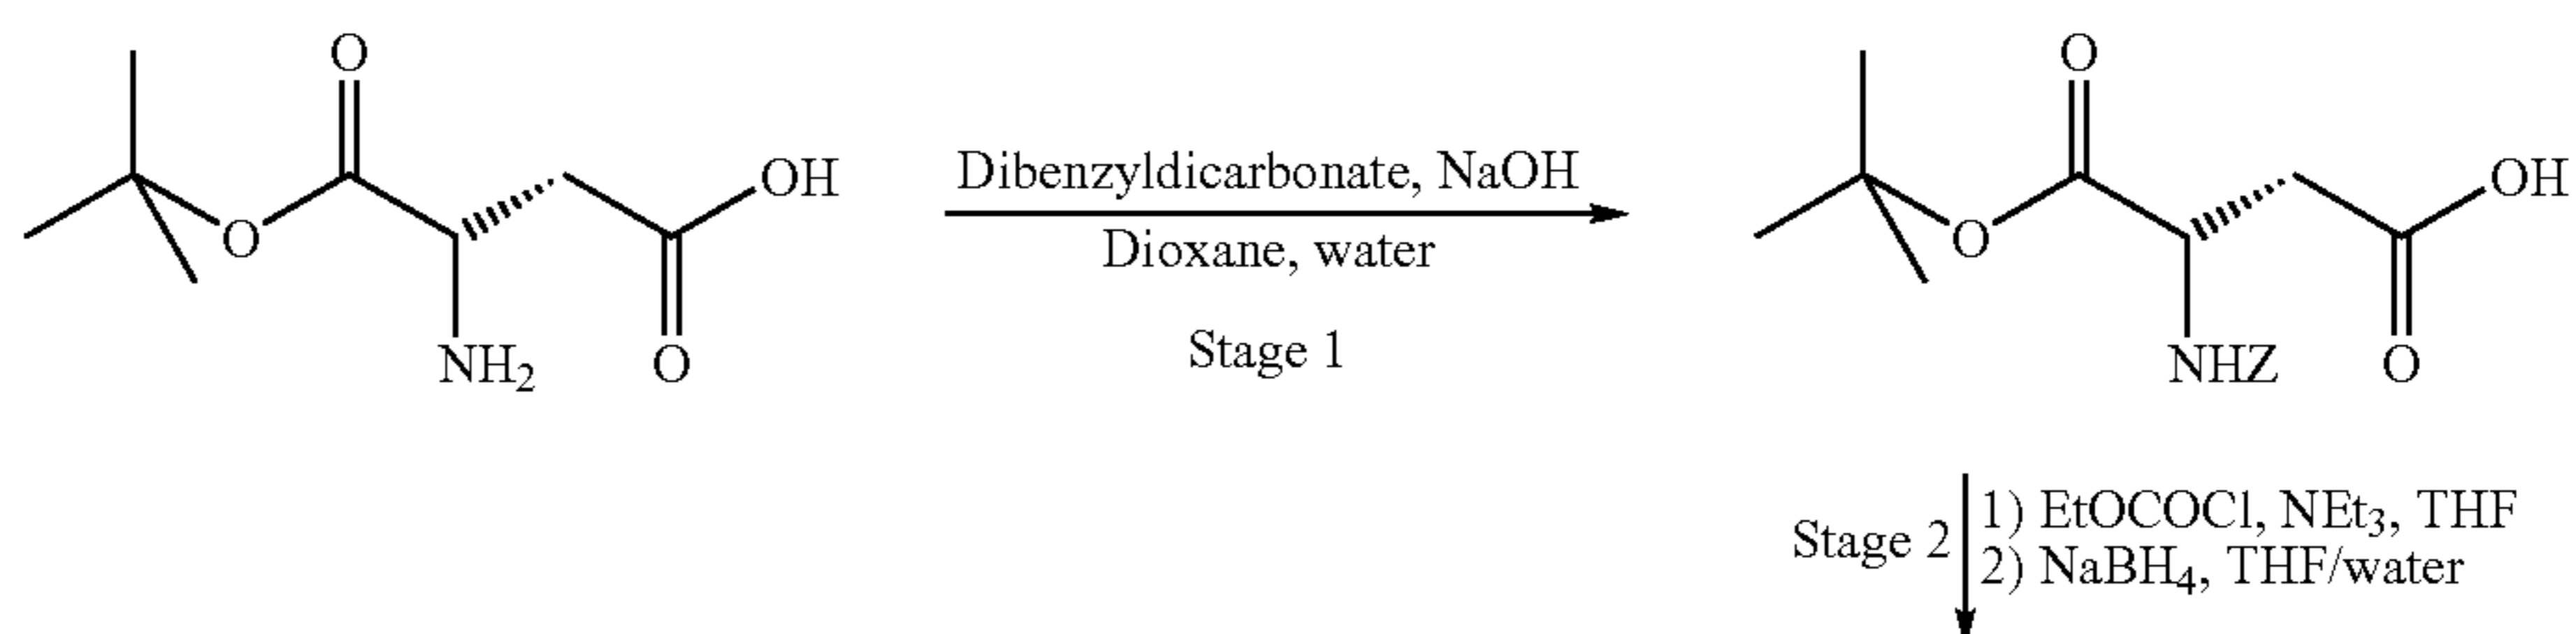 O
O
OH
Dibenzyldicarbonate, NaOH
OH
O
Dioxane, water
O
NH₂
O
Stage 1
NHZ
O
Stage 2
1) EtOCOCl, NEt₃, THF
2) NaBH₄, THF/water